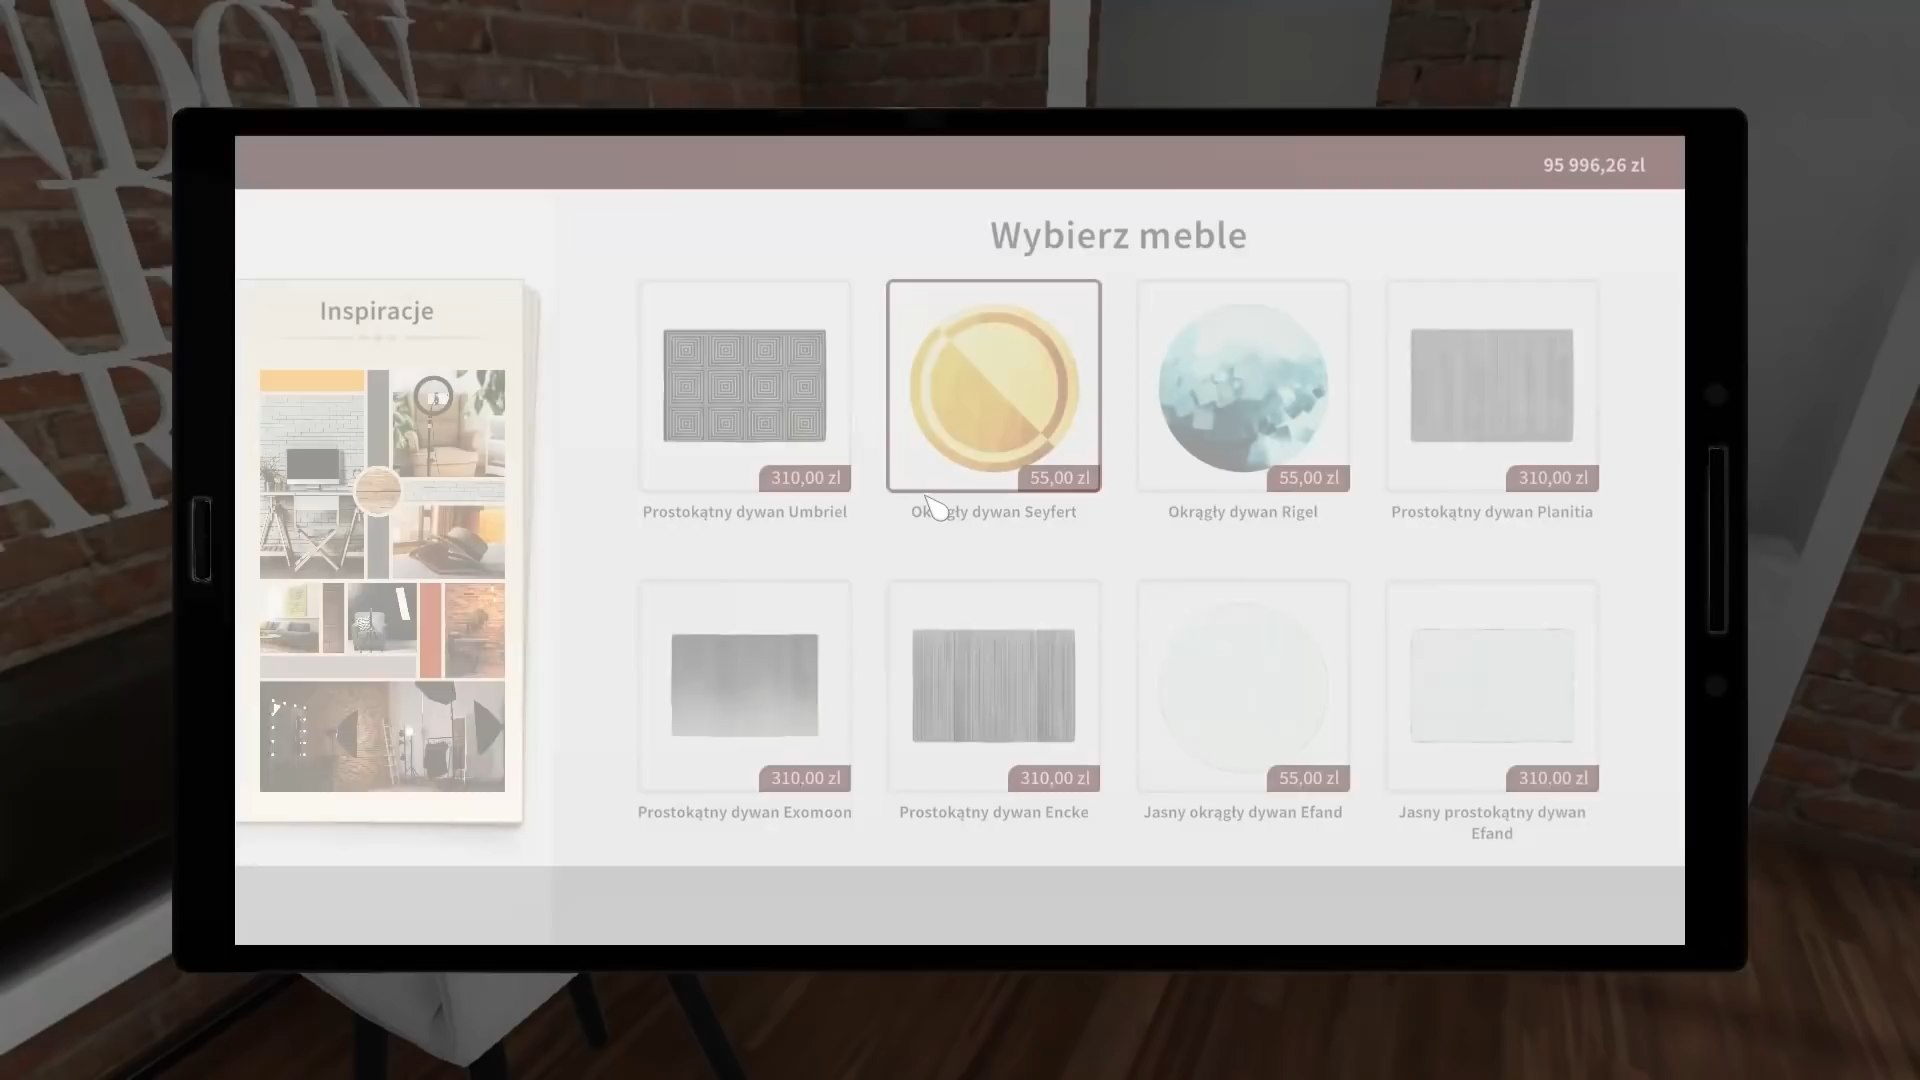 95 996,26 zl
Wybierz meble
Inspiracje
310,00 zl
55,00 zl
55,00 zl
310,00 zl
Prostokątny dywan Umbriel
Okrągły dywan Seyfert
Okrągły dywan Rigel
Prostokątny dywan Planitia
310,00 zl
310,00 zl
55,00 zl
310,00 zl
Prostokątny dywan Exomoon
Prostokątny dywan Encke
Jasny okrągły dywan Efand
Jasny prostokątny dywan
Efand